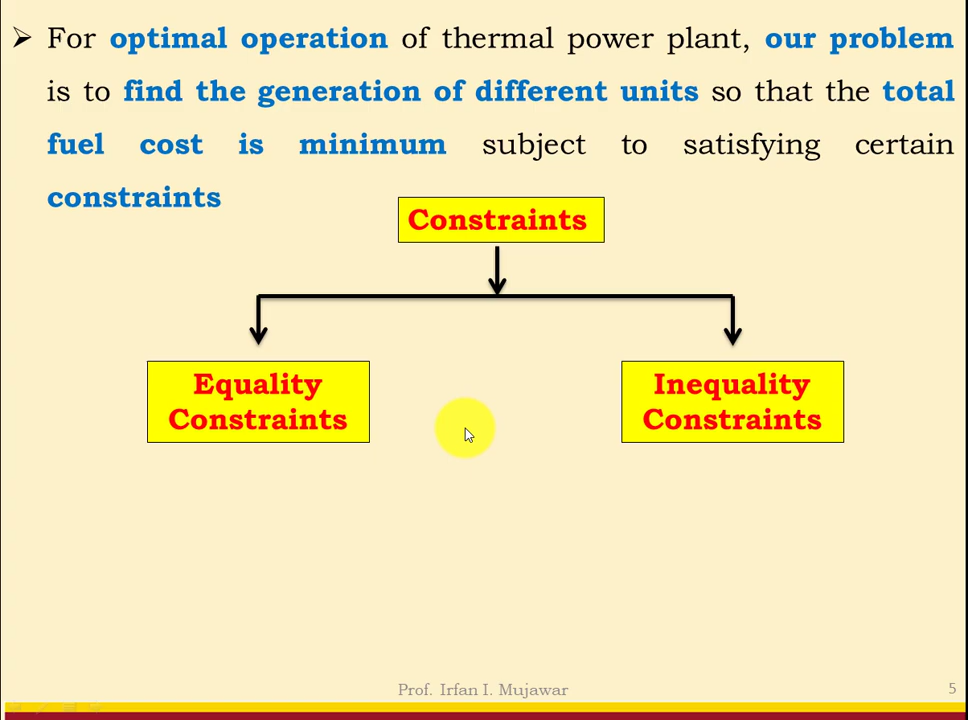 For optimal operation of thermal power plant, our problem
is to find the generation of different units so that the total
fuel cost is minimum subject to satisfying certain
constraints
Constraints
Equality
Constraints
Inequality
Constraints
Prof. Irfan I. Mujawar
5